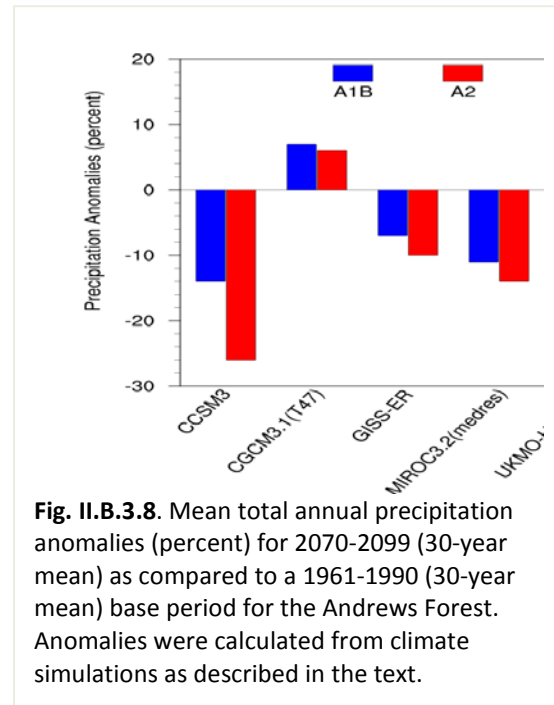 20
A1B A2
10
0
-10
-20
-30
Precipitation Anomalies (percent)
CCSM3
CGCM3.1(T47)
GISS-ER
MIROC3.2(medres)
Fig. II.B.3.8. Mean total annual precipitation
anomalies (percent) for 2070-2099 (30-year
mean) as compared to a 1961-1990 (30-year
mean) base period for the Andrews Forest.
Anomalies were calculated from climate
simulations as described in the text.